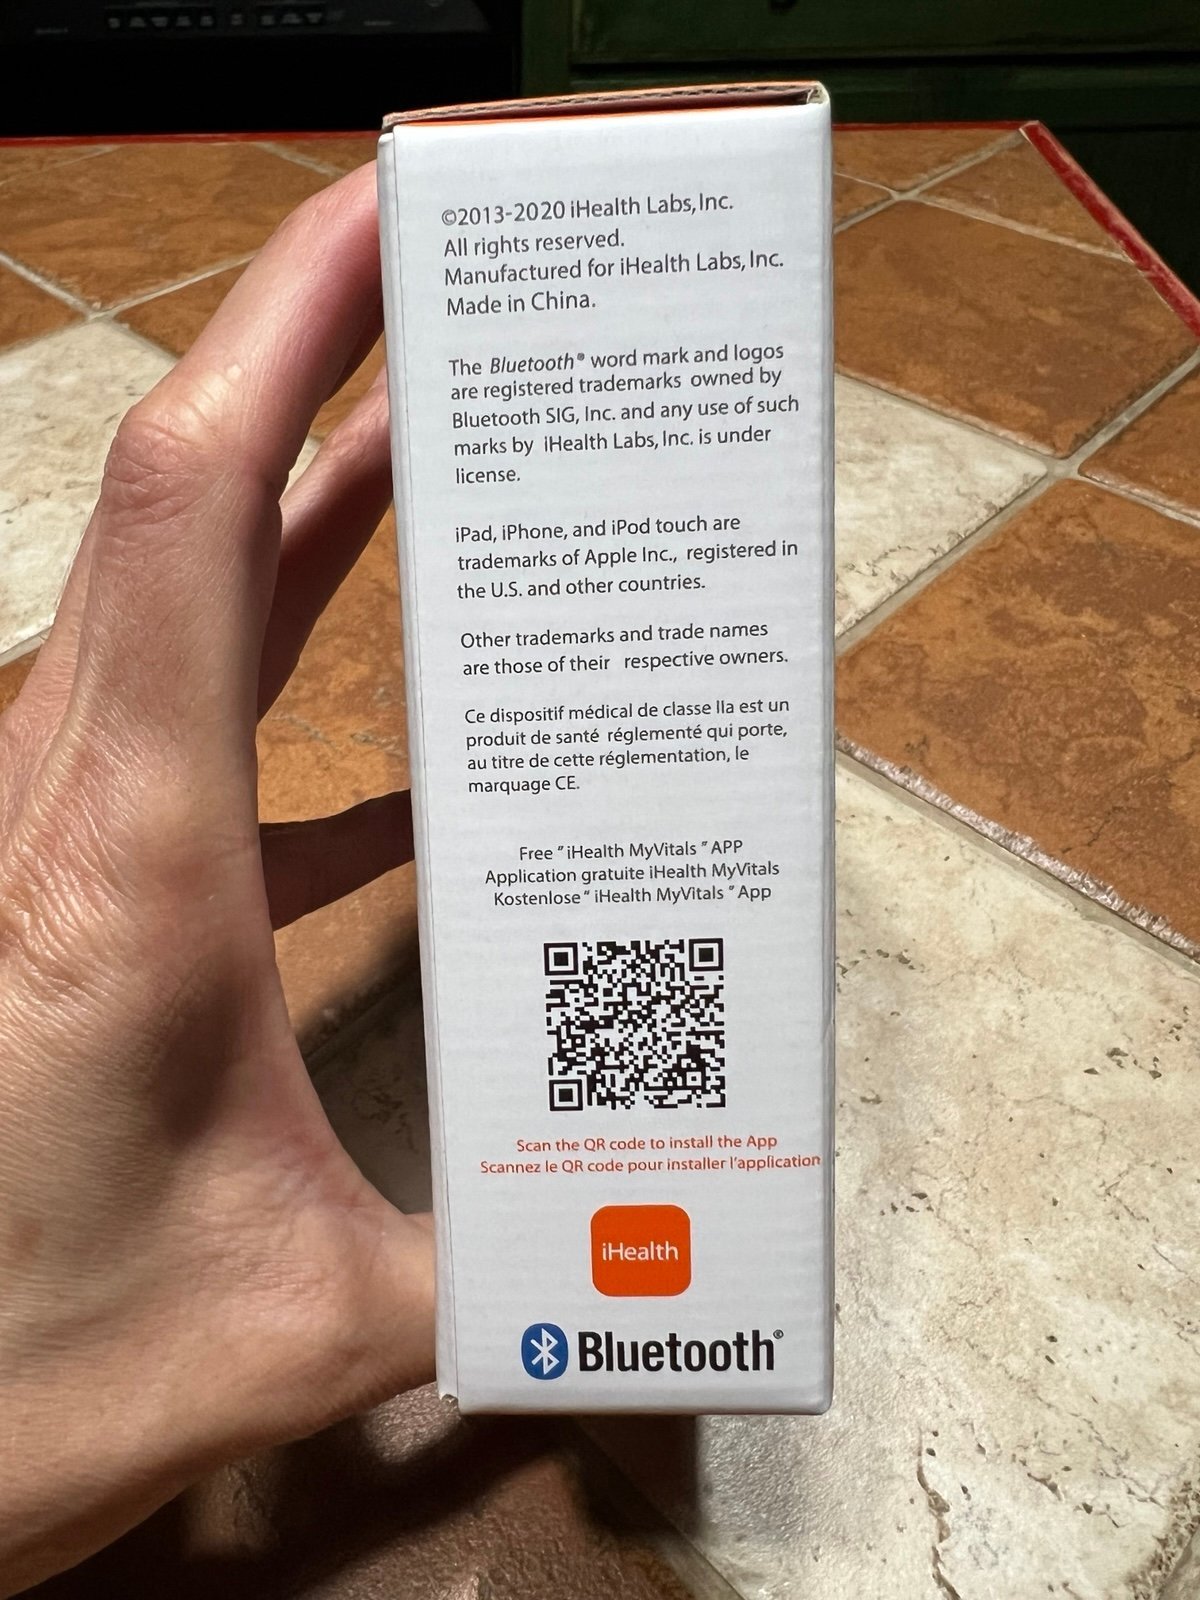 ©2013-2020 iHealth Labs,Inc.
All rights reserved.
Manufactured for iHealth Labs, Inc.
Made in China.
The Bluetooth® word mark and logos
are registered trademarks owned by
Bluetooth SIG, Inc. and any use of such
marks by iHealth Labs, Inc. is under
license.
iPad, iPhone, and iPod touch are
trademarks of Apple Inc., registered in
the U.S. and other countries.
Other trademarks and trade names
are those of their respective owners.
Ce dispositif médical de classe IIa est un
produit de santé réglementé qui porte,
au titre de cette réglementation, le
marquage CE.
Free "iHealth MyVitals" APP
Application gratuite iHealth MyVitals
Kostenlose "iHealth MyVitals" App
Scan the QR code to install the App
Scannez le QR code pour installer l'application
iHealth
Bluetooth®